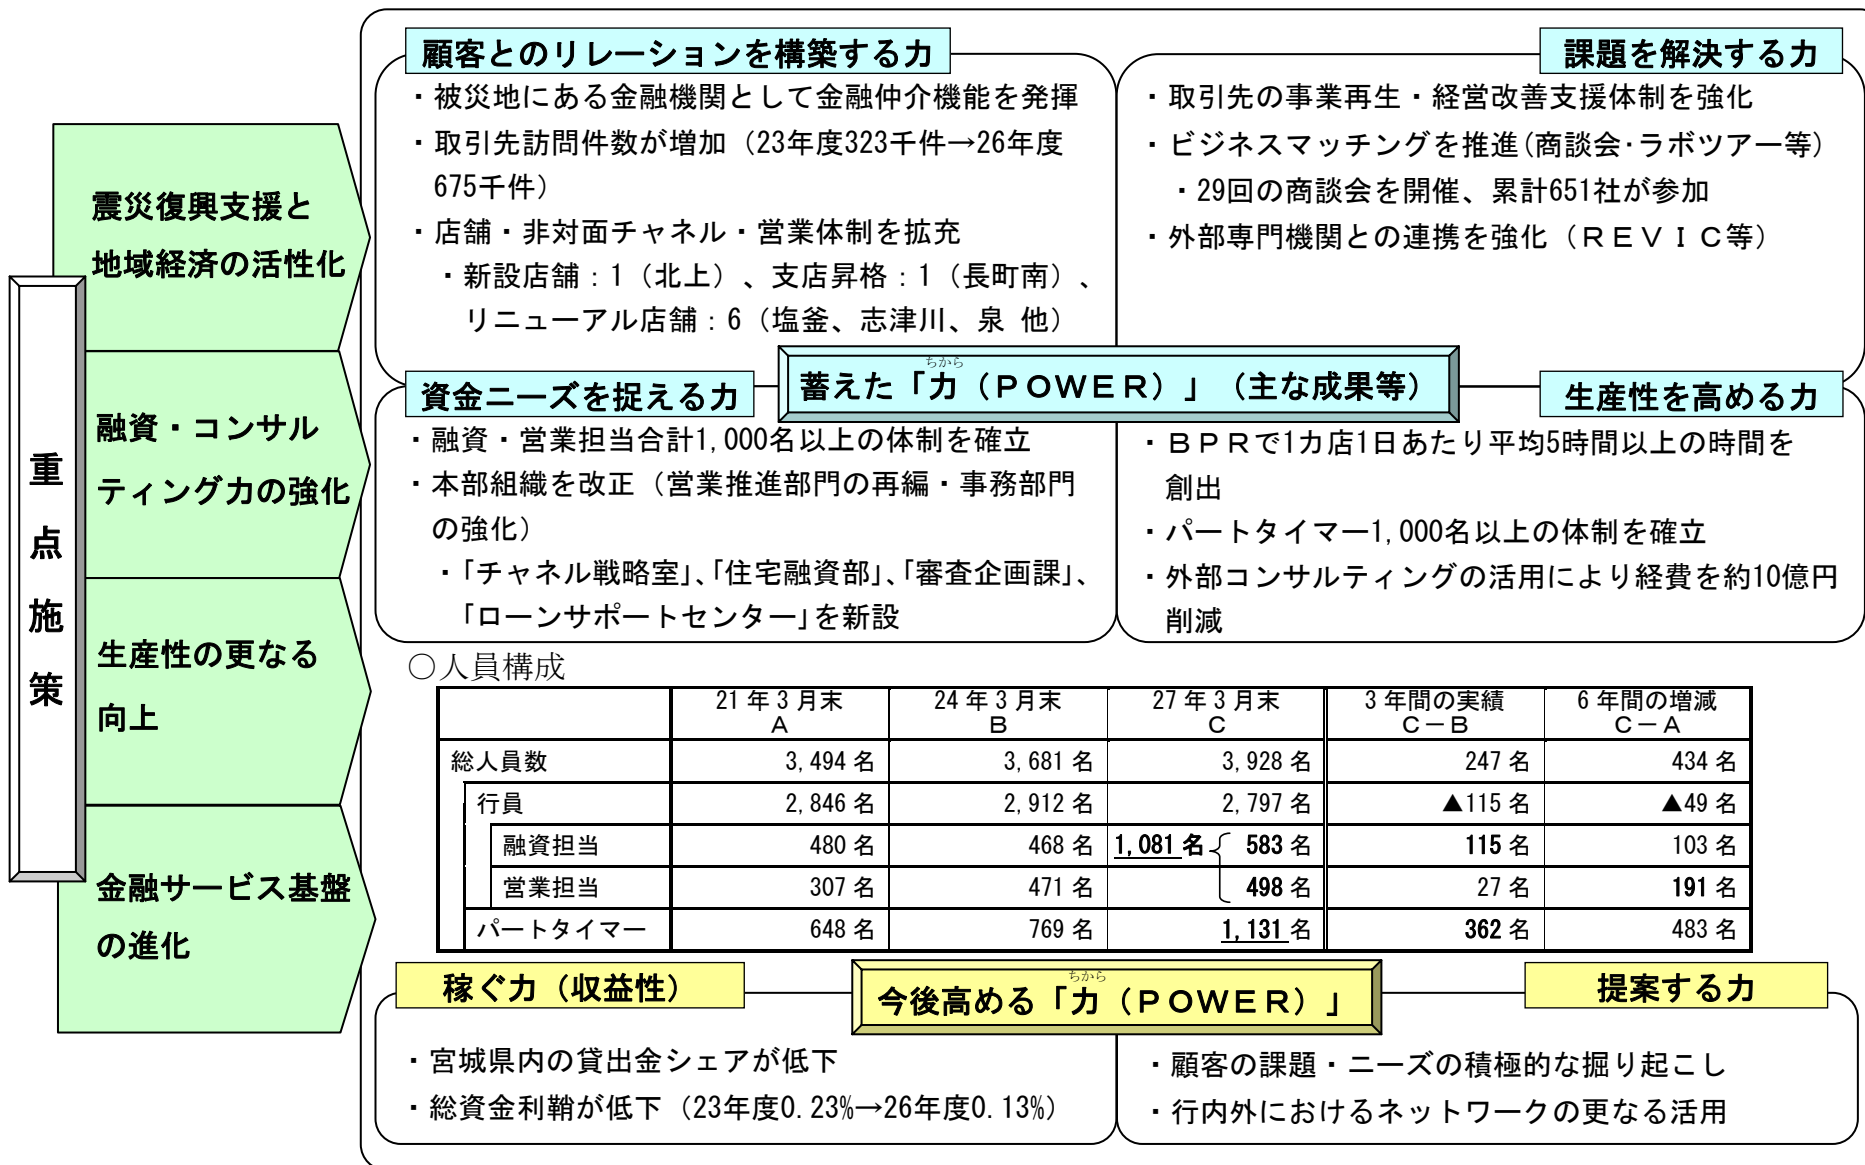 重点施策
震災復興支援と
地域経済の活性化
融資・コンサル
ティング力の強化
生産性の更なる
向上
金融サービス基盤
の進化
顧客とのリレーションを構築する力
・被災地にある金融機関として金融仲介機能を発揮
・取引先訪問件数が増加（23年度323千件→26年度
675千件）
・店舗・非対面チャネル・営業体制を拡充
・新設店舗：1（北上）、支店昇格：1（長町南）、
リニューアル店舗：6（塩釜、志津川、泉 他）
課題を解決する力
・取引先の事業再生・経営改善支援体制を強化
・ビジネスマッチングを推進(商談会･ラボツアー等)
・29回の商談会を開催、累計651社が参加
・外部専門機関との連携を強化（ＲＥＶＩＣ等）
ちから
蓄えた「力（ＰＯＷＥＲ）」（主な成果等）
資金ニーズを捉える力
・融資・営業担当合計1,000名以上の体制を確立
・本部組織を改正（営業推進部門の再編・事務部門
の強化）
・｢チャネル戦略室｣、｢住宅融資部｣、｢審査企画課｣、
｢ローンサポートセンター｣を新設
生産性を高める力
・ＢＰＲで1カ店1日あたり平均5時間以上の時間を
創出
・パートタイマー1,000名以上の体制を確立
・外部コンサルティングの活用により経費を約10億円
削減
○人員構成
21年3月末 24年3月末 27年3月末 3年間の実績 6年間の増減
Ａ Ｂ Ｃ Ｃ－Ｂ Ｃ－Ａ
総人員数 3,494名 3,681名 3,928名 247名 434名
行員 2,846名 2,912名 2,797名 ▲115名 ▲49名
融資担当 480名 468名 1,081名 583名 115名 103名
営業担当 307名 471名 498名 27名 191名
パートタイマー 648名 769名 1,131名 362名 483名
稼ぐ力（収益性）
ちから
今後高める「力（ＰＯＷＥＲ）」
提案する力
・宮城県内の貸出金シェアが低下
・総資金利鞘が低下（23年度0.23%→26年度0.13%）
・顧客の課題・ニーズの積極的な掘り起こし
・行内外におけるネットワークの更なる活用